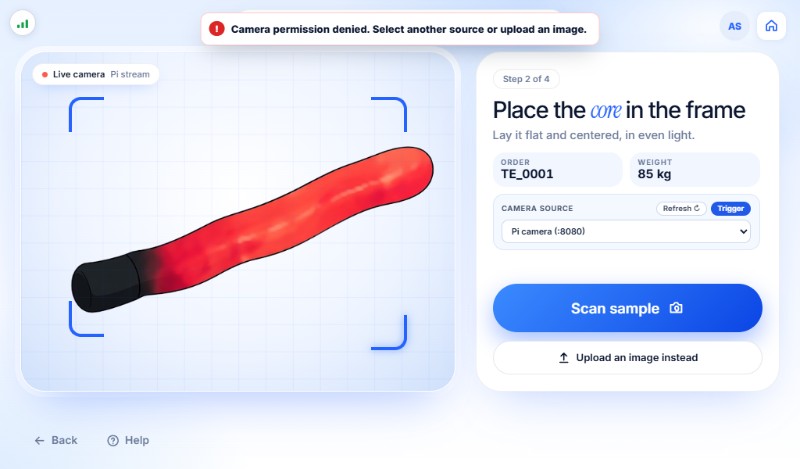 Camera permission denied. Select another source or upload an image.
AS
Live camera Pi stream
Step 2 of 4
Place the core in the frame
Lay it flat and centered, in even light.
ORDER
TE_0001
WEIGHT
85 kg
CAMERA SOURCE
Refresh ↻
Trigger
Pi camera (:8080)
Scan sample
Upload an image instead
Back
Help